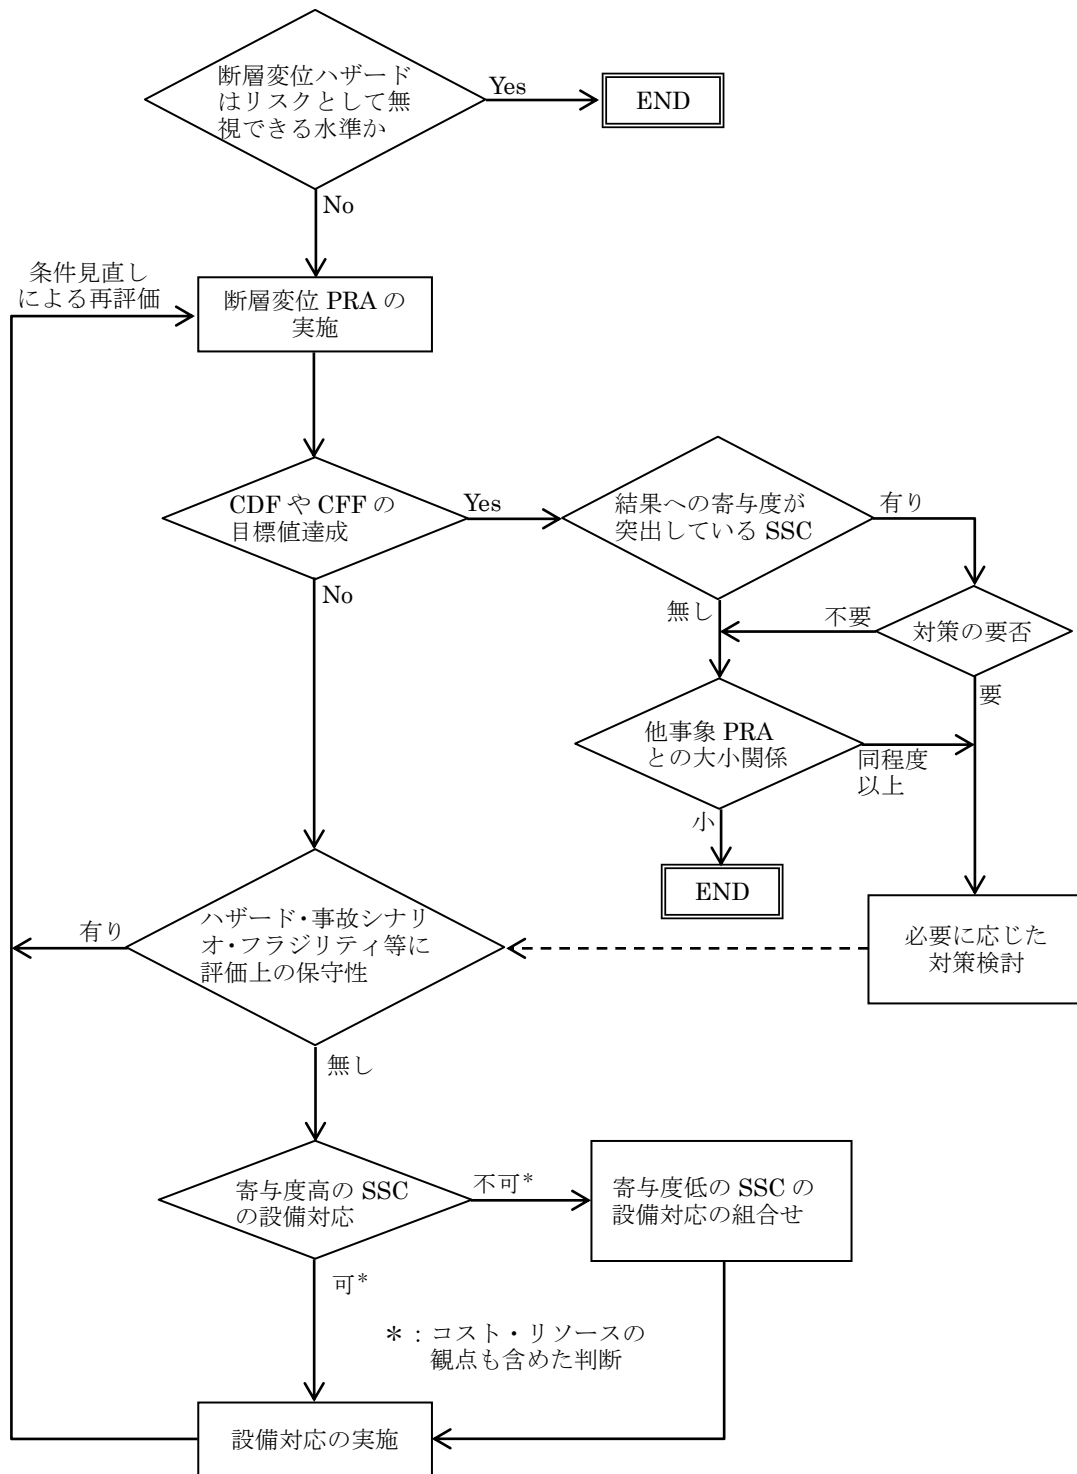 断層変位ハザード
はリスクとして無
視できる水準か
Yes
END
No
条件見直し
による再評価
断層変位 PRA の
実施
CDF や CFF の
目標値達成
Yes
結果への寄与度が
突出している SSC
有り
No
無し
不要
対策の要否
要
他事象 PRA
との大小関係
同程度
以上
小
END
ハザード・事故シナリ
オ・フラジリティ等に
評価上の保守性
有り
必要に応じた
対策検討
無し
寄与度高の SSC
の設備対応
不可*
寄与度低の SSC の
設備対応の組合せ
可*
*：コスト・リソースの
観点も含めた判断
設備対応の実施